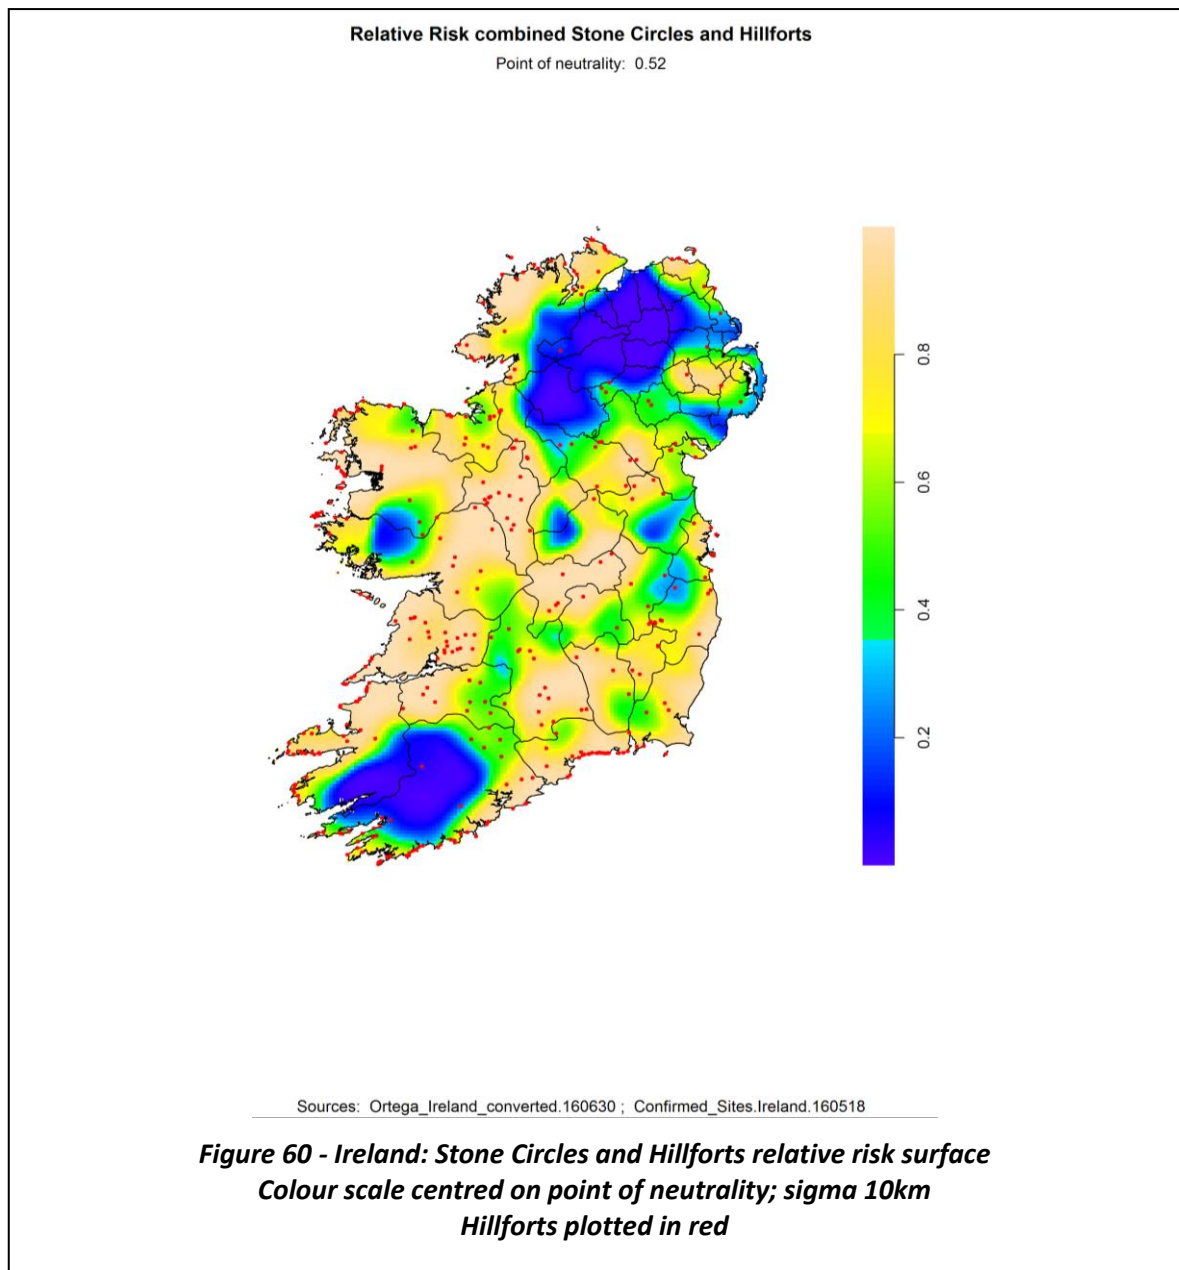 Relative Risk combined Stone Circles and Hillforts
Point of neutrality: 0.52
0.8
0.6
0.4
0.2
Sources: Ortega_Ireland_converted.160630 ; Confirmed_Sites.Ireland.160518
Figure 60 - Ireland: Stone Circles and Hillforts relative risk surface
Colour scale centred on point of neutrality; sigma 10km
Hillforts plotted in red